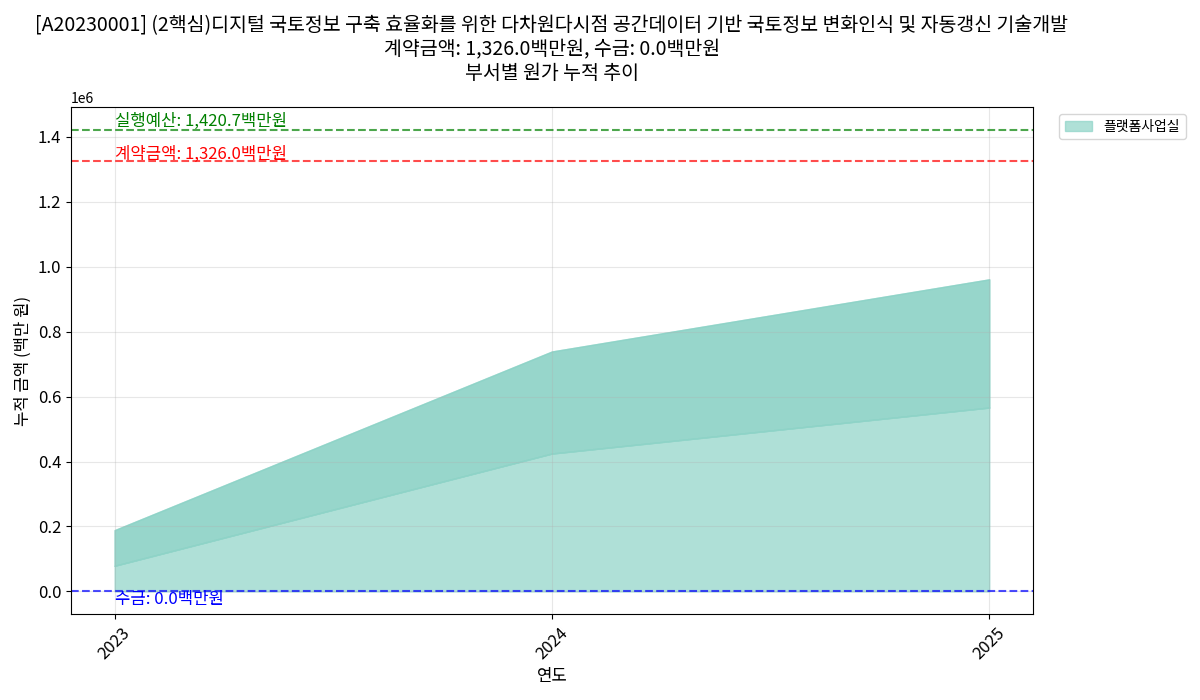 [A20230001] (2핵심)디지털 국토정보 구축 효율화를 위한 다차원다시점 공간데이터 기반 국토정보 변화인식 및 자동갱신 기술개발
계약금액: 1,326.0백만원, 수금: 0.0백만원
부서별 원가 누적 추이
1e6
실행예산: 1,420.7백만원
계약금액: 1,326.0백만원
수금: 0.0백만원
플랫폼사업실
누적 금액 (백만 원)
1.4
1.2
1.0
0.8
0.6
0.4
0.2
0.0
2023
2024
2025
연도